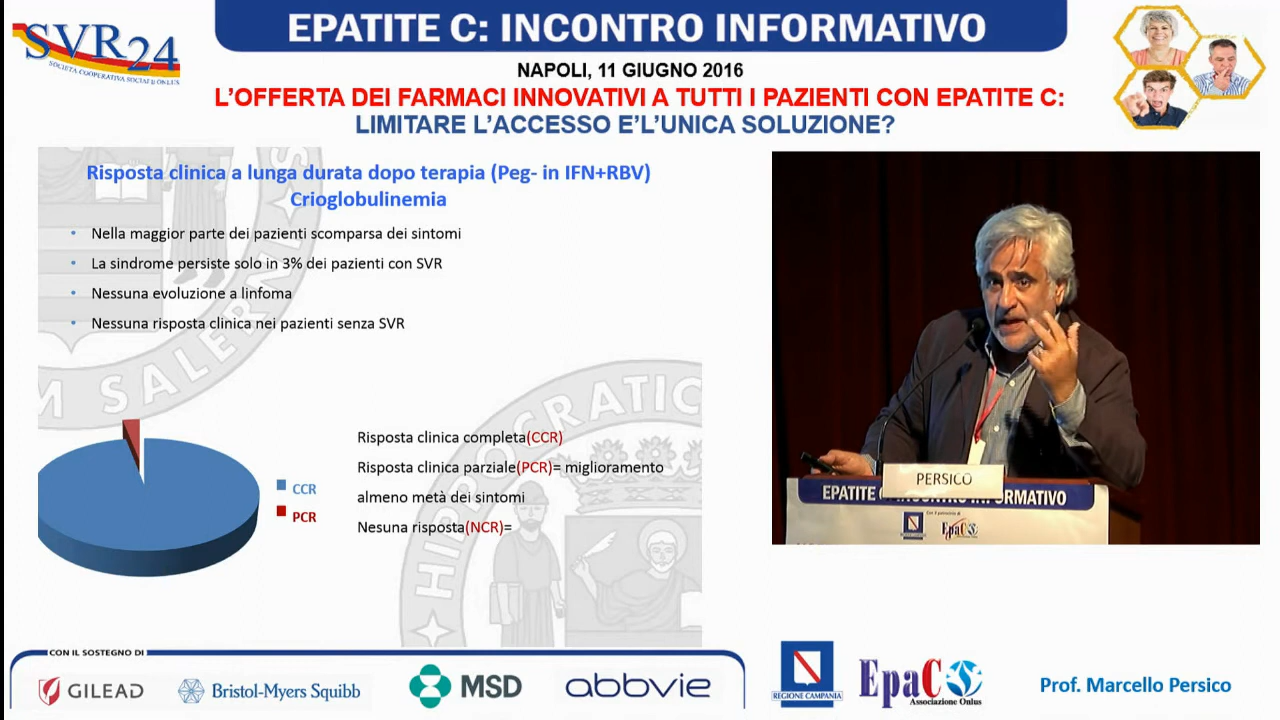 SVR24
SOCIETÀ COOPERATIVA SOCIALE ONLUS
EPATITE C: INCONTRO INFORMATIVO
NAPOLI, 11 GIUGNO 2016
L'OFFERTA DEI FARMACI INNOVATIVI A TUTTI I PAZIENTI CON EPATITE C:
LIMITARE L'ACCESSO E'L'UNICA SOLUZIONE?
Risposta clinica a lunga durata dopo terapia (Peg- in IFN+RBV)
Crioglobulinemia
• Nella maggior parte dei pazienti scomparsa dei sintomi
• La sindrome persiste solo in 3% dei pazienti con SVR
• Nessuna evoluzione a linfoma
• Nessuna risposta clinica nei pazienti senza SVR
M SALERN
HIPPOCRATIC
Risposta clinica completa(CCR)
Risposta clinica parziale(PCR)= miglioramento
almeno metà dei sintomi
Nesuna risposta(NCR)=
CCR
PCR
PERSICO
EPATITE C: INCONTRO INFORMATIVO
EpaC
CON IL SOSTEGNO DI
GILEAD
Bristol-Myers Squibb
MSD
abbvie
REGIONE CAMPANIA
EpaC
Associazione Onlus
Prof. Marcello Persico